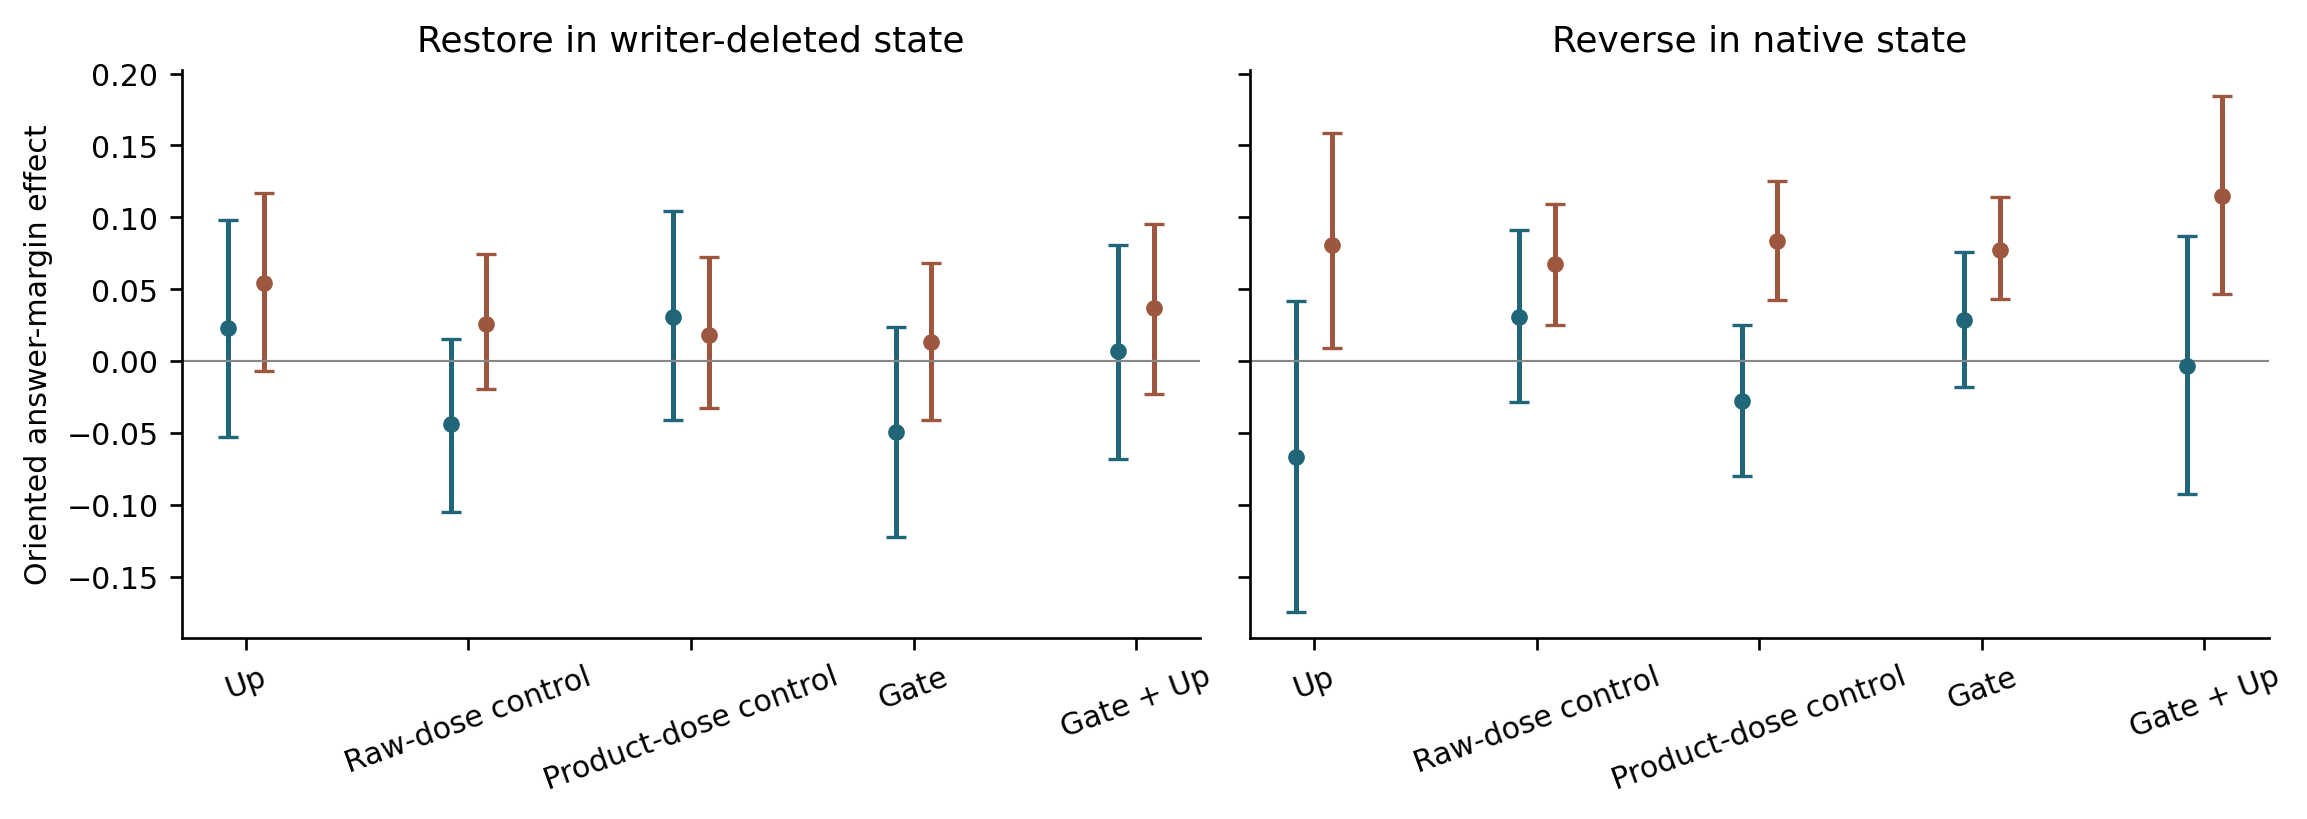 Restore in writer-deleted state
Reverse in native state
Oriented answer-margin effect
0.20
0.15
0.10
0.05
0.00
−0.05
−0.10
−0.15
Up
Raw-dose control
Product-dose control
Gate
Gate + Up
Up
Raw-dose control
Product-dose control
Gate
Gate + Up